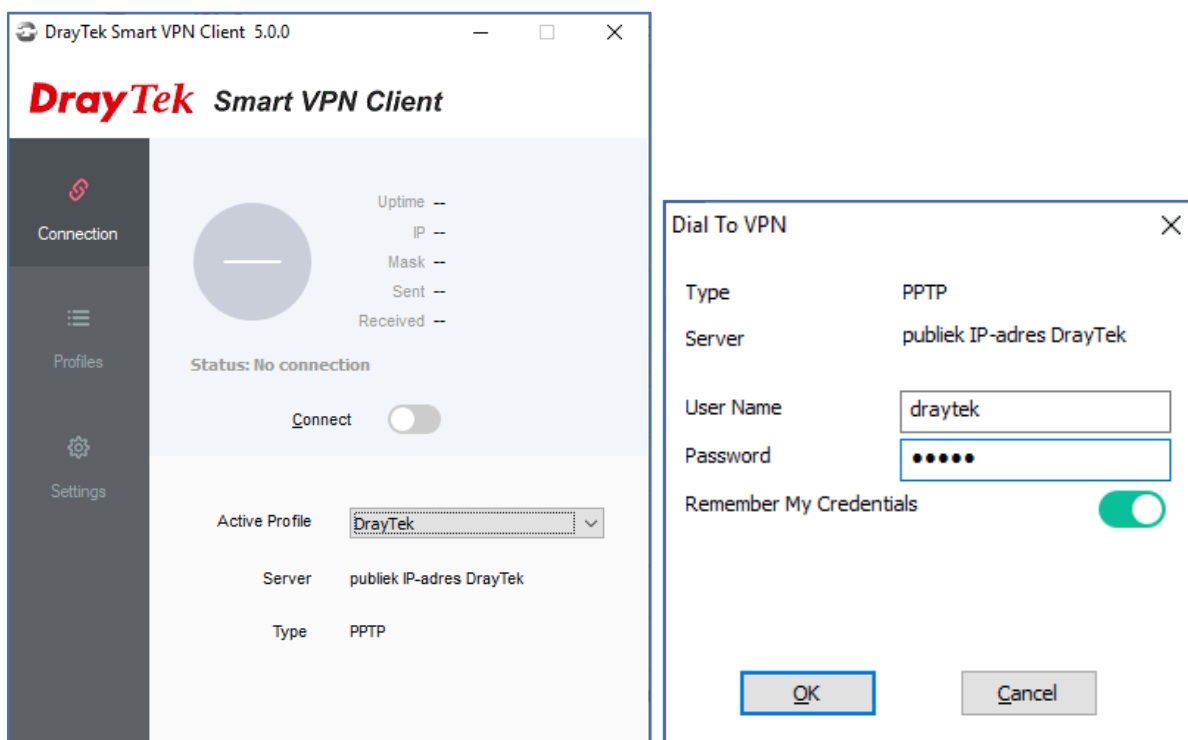 DrayTek Smart VPN Client 5.0.0
DrayTek Smart VPN Client
Connection
Profiles
Settings
Uptime --
IP --
Mask --
Sent --
Received --
Status: No connection
Connect
Active Profile DrayTek
Server publiek IP-adres DrayTek
Type PPTP
Dial To VPN
Type PPTP
Server publiek IP-adres DrayTek
User Name draytek
Password •••••
Remember My Credentials
OK Cancel